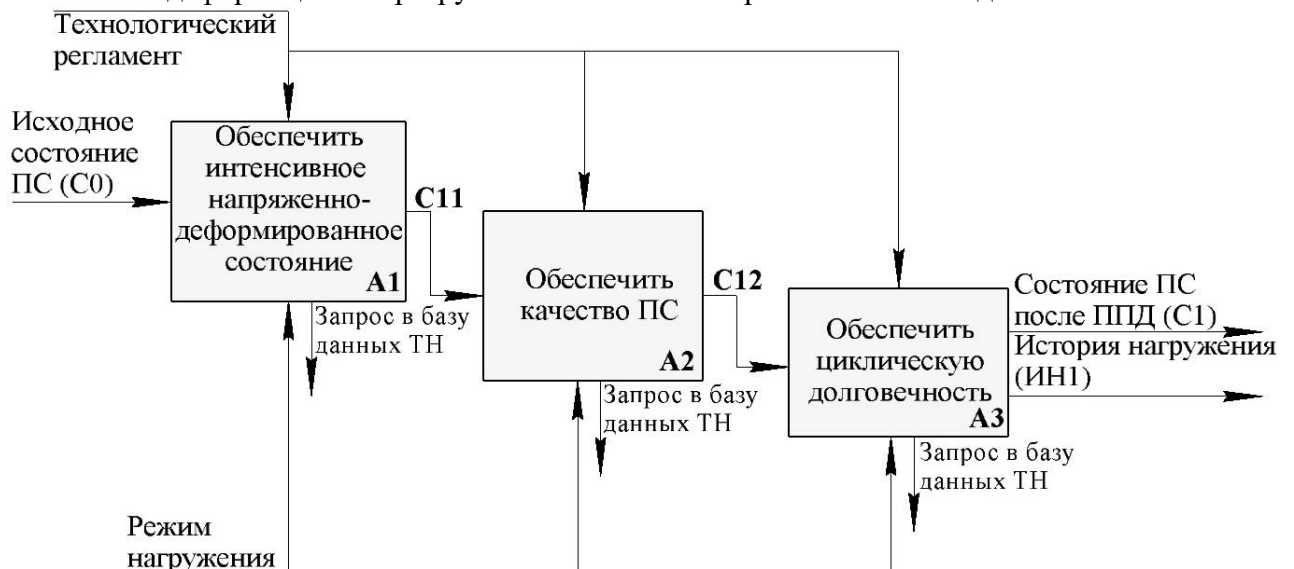 Технологический
регламент
Исходное
состояние
ПС (С0)
Обеспечить
интенсивное
напряженно-
деформированное
состояние
А1
С11
Запрос в базу
данных ТН
Обеспечить
качество ПС
А2
С12
Запрос в базу
данных ТН
Обеспечить
циклическую
долговечность
А3
Состояние ПС
после ППД (С1)
История нагружения
(ИН1)
Запрос в базу
данных ТН
Режим
нагружения